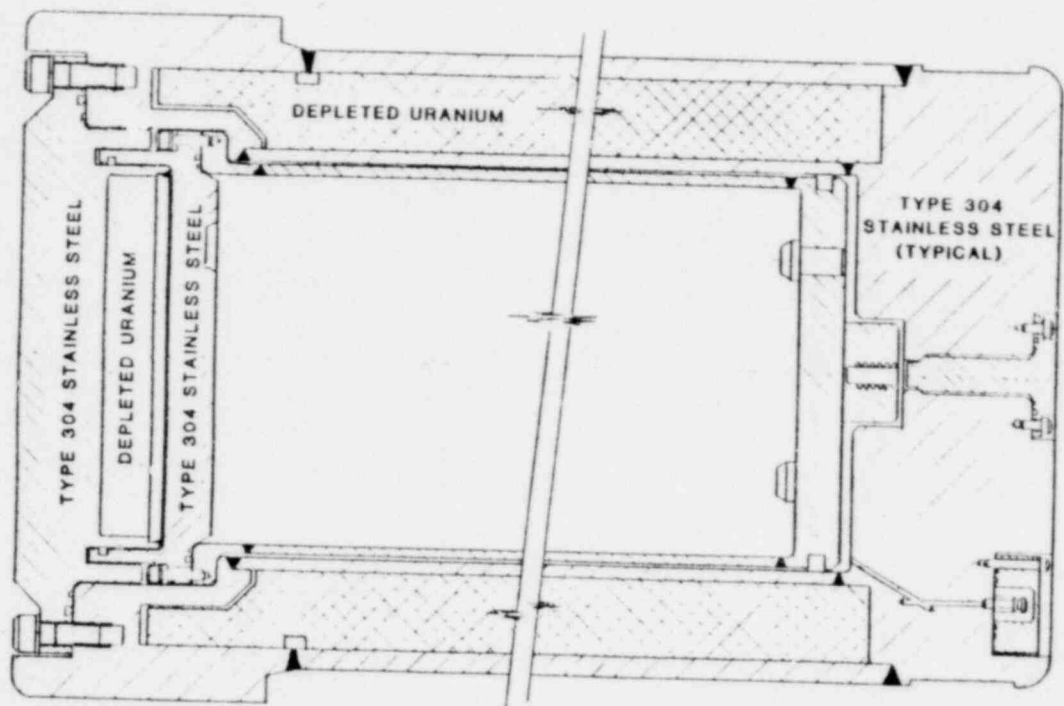 DEPLETED URANIUM
TYPE 304 STAINLESS STEEL
DEPLETED URANIUM
TYPE 304 STAINLESS STEEL
TYPE 304
STAINLESS STEEL
(TYPICAL)